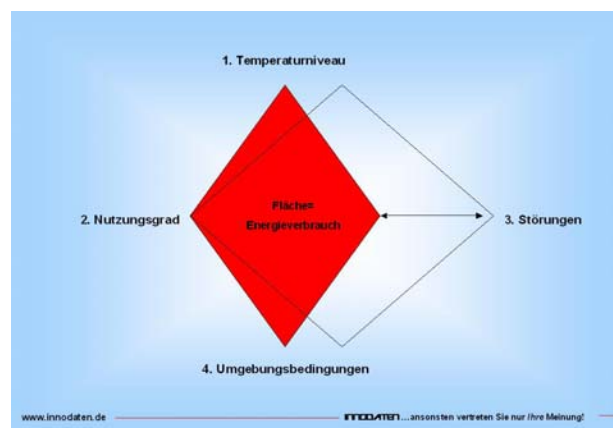 1. Temperaturniveau
Fläche=
Energieverbrauch
2. Nutzungsgrad
3. Störungen
4. Umgebungsbedingungen
www.innodaten.de
INNODATEN...ansonsten vertreten Sie nur Ihre Meinung!